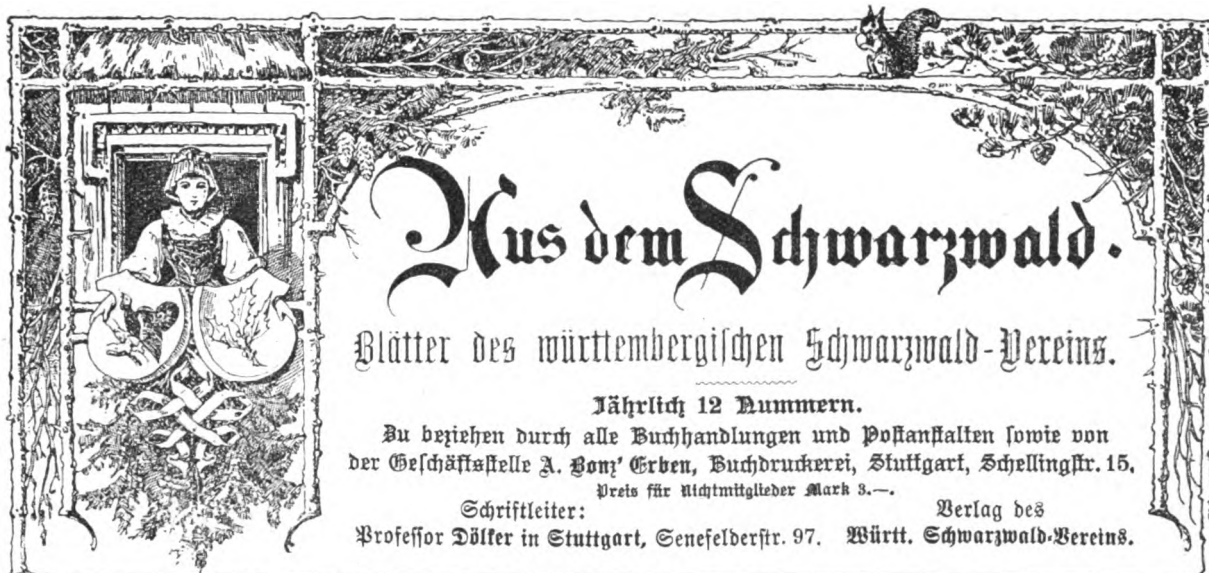 Aus dem Schwarzwald.
Blätter des württembergischen Schwarzwald-Vereins.
Jährlich 12 Nummern.
Zu beziehen durch alle Buchhandlungen und Postanstalten sowie von
der Geschäftsstelle A. Bonz' Erben, Buchdruckerei, Stuttgart, Schellingstr. 15.
Preis für Nichtmitglieder Mark 3.—.
Schriftleiter:
Professor Dölker in Stuttgart, Senefelderstr. 97.
Verlag des
Württ. Schwarzwald-Vereins.